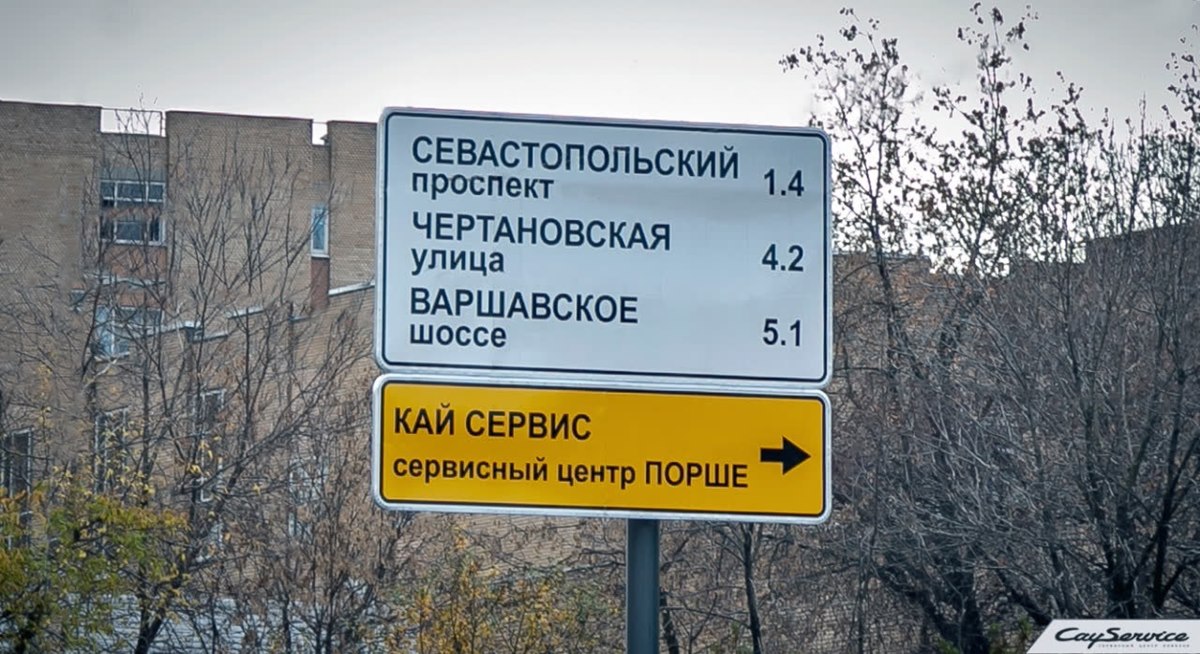 СЕВАСТОПОЛЬСКИЙ
проспект 1.4
ЧЕРТАНОВСКАЯ
улица 4.2
ВАРШАВСКОЕ
шоссе 5.1
КАЙ СЕРВИС
сервисный центр ПОРШЕ
CayService